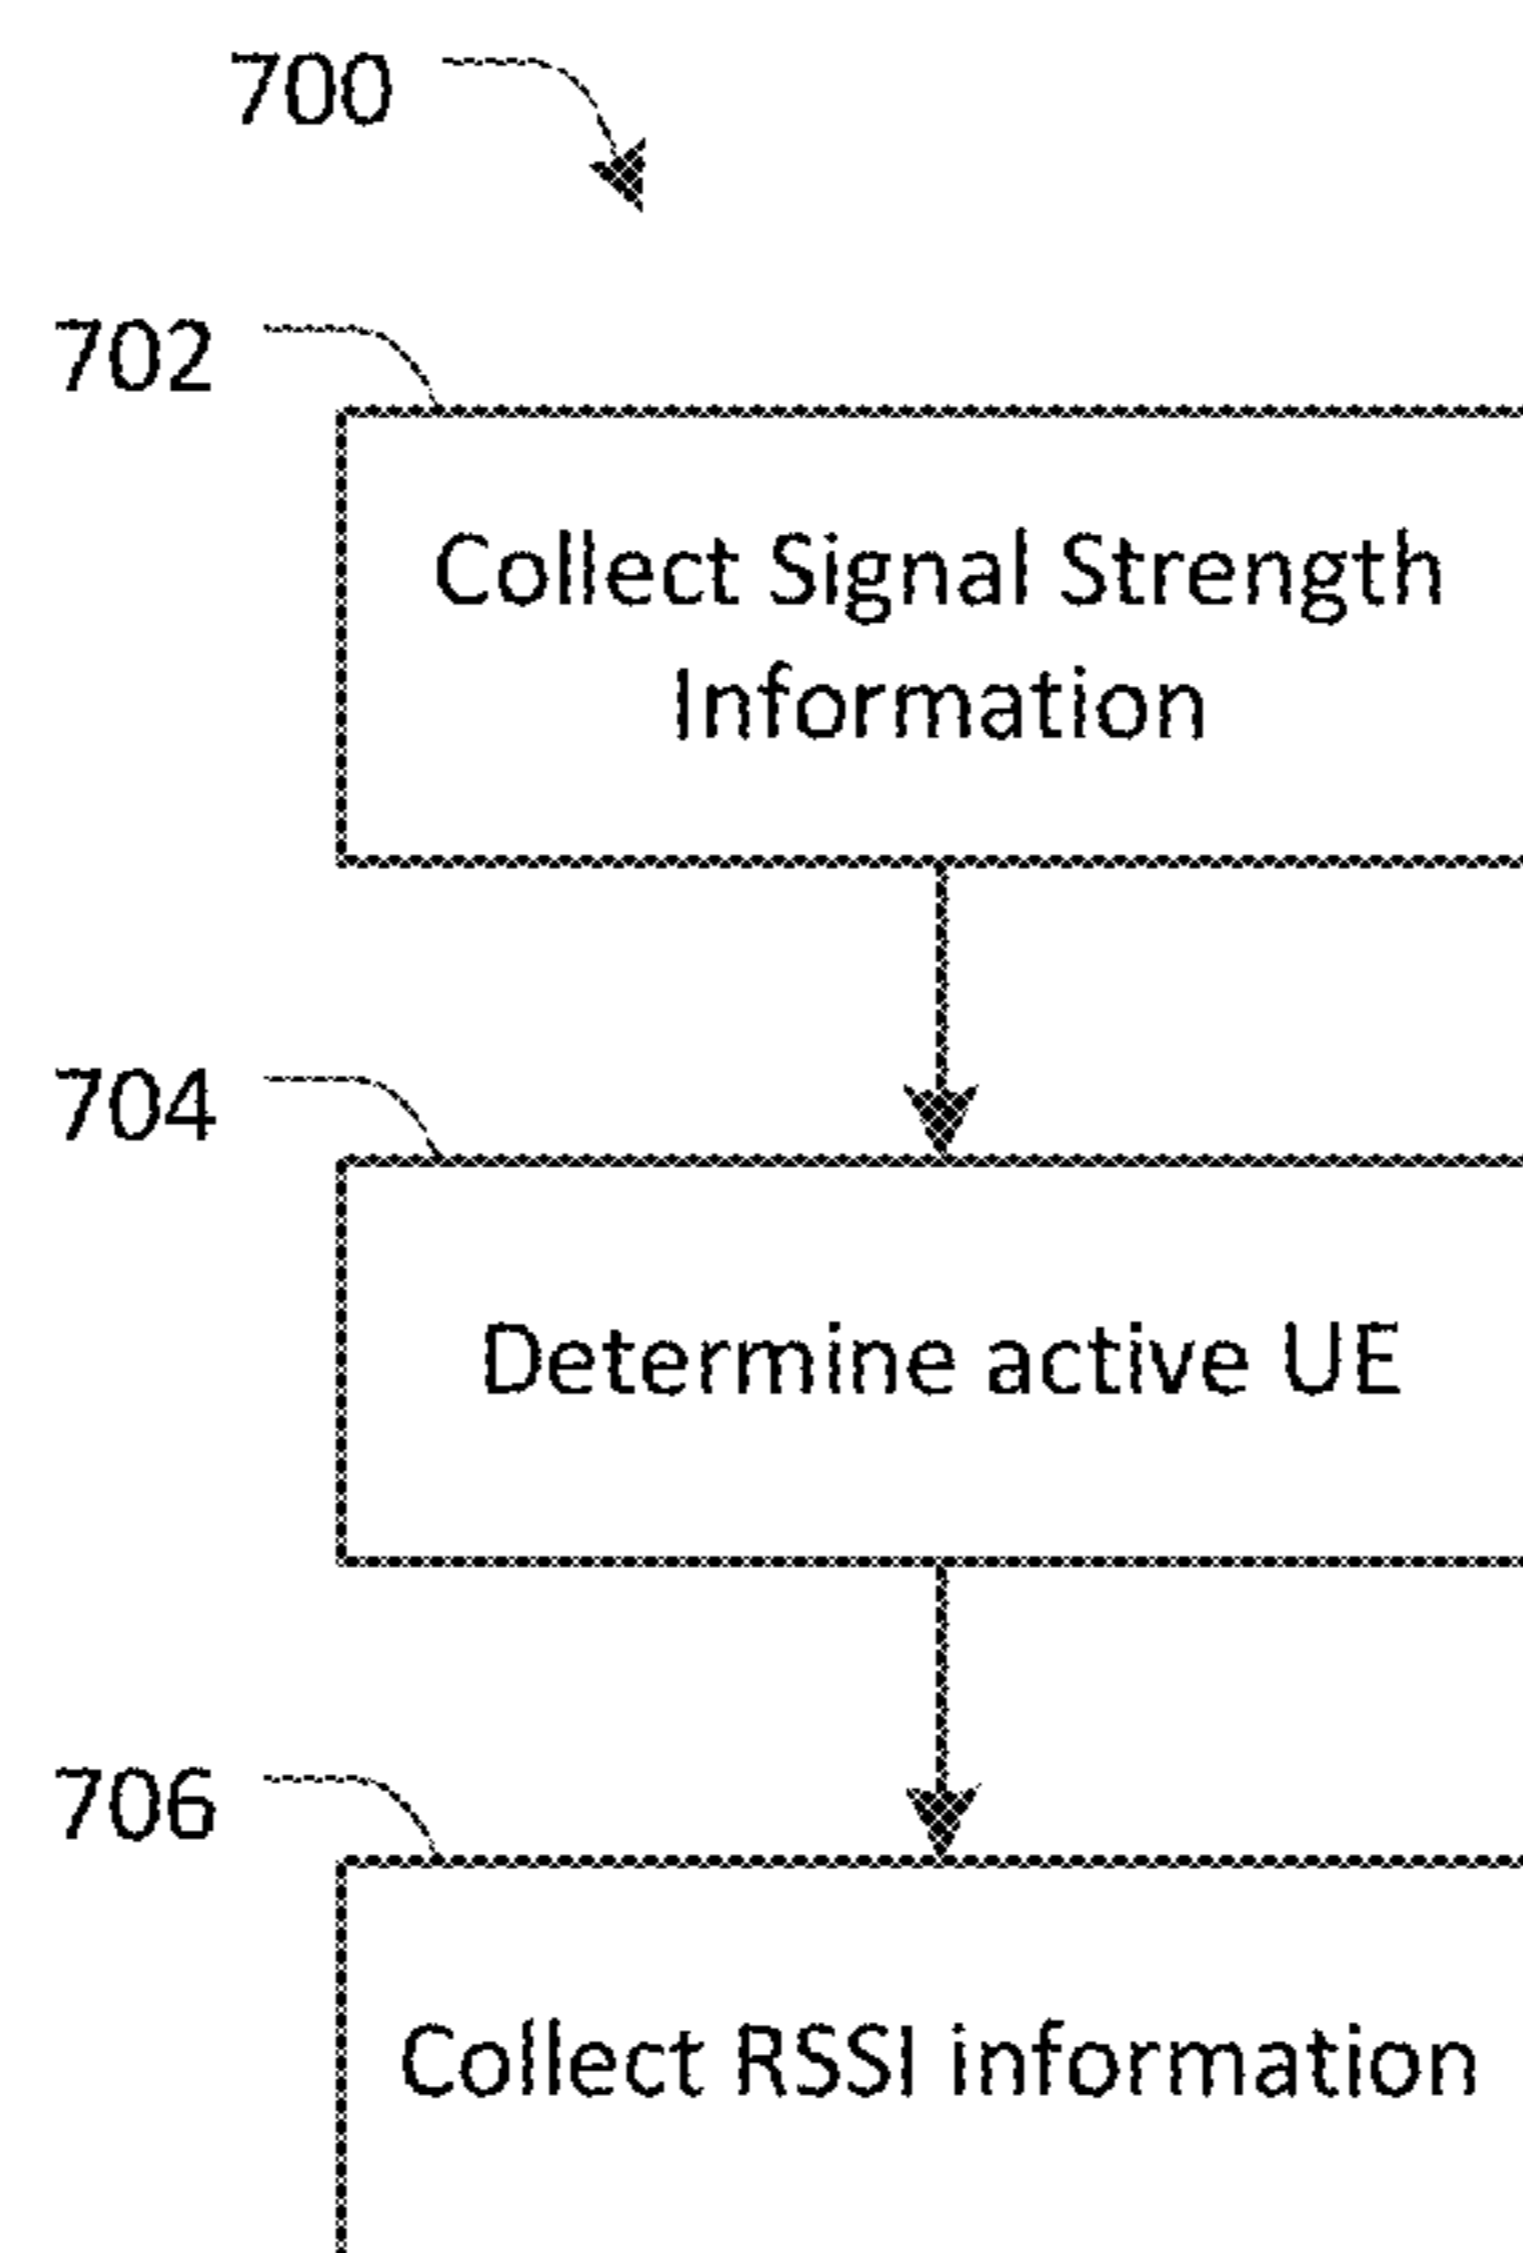 700
702
Collect Signal Strength
Information
704
Determine active UE
706
Collect RSSI information